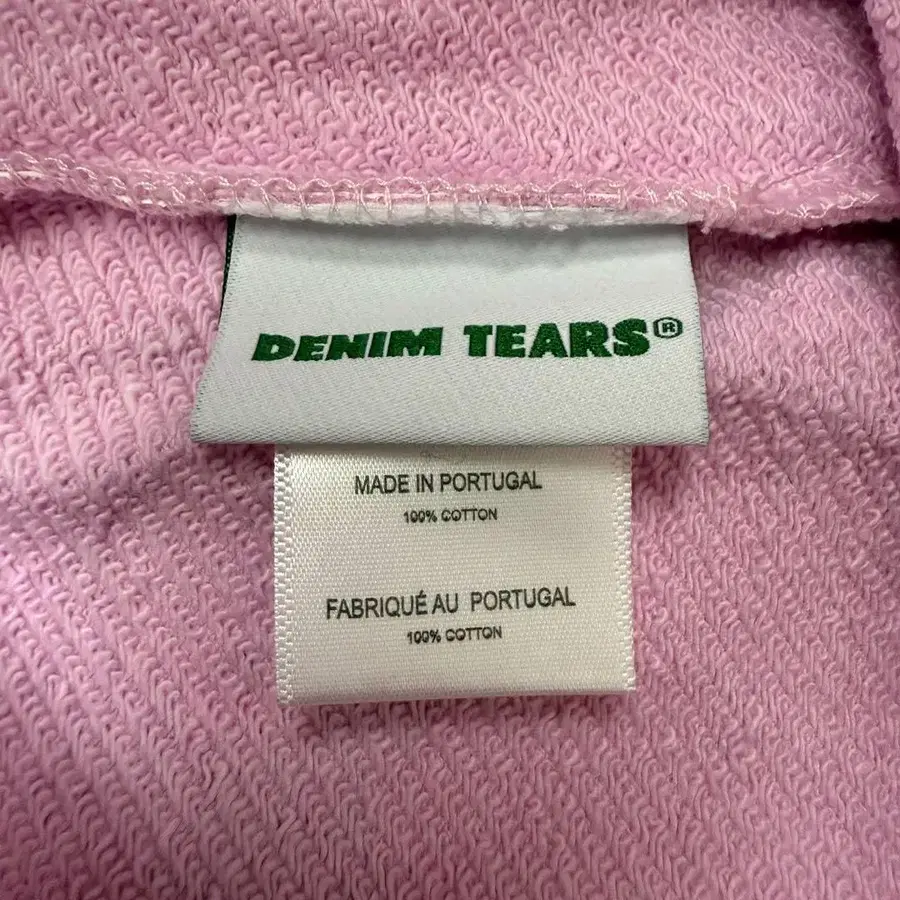 DENIM TEARS®
MADE IN PORTUGAL
100% COTTON
FABRIQUÉ AU PORTUGAL
100% COTTON